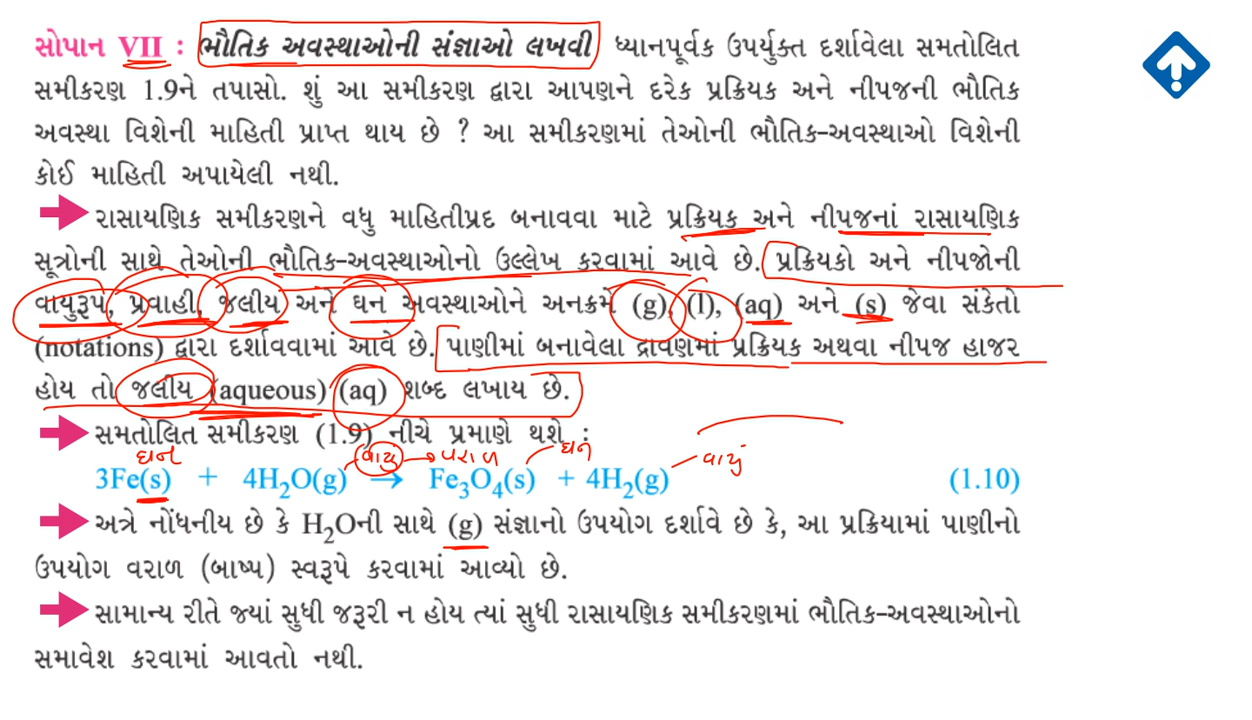 સોપાન VII : ભૌતિક અવસ્થાઓની સંજ્ઞાઓ લખવી ધ્યાનપૂર્વક ઉપર્યુક્ત દર્શાવેલા સમતોલિત
સમીકરણ 1.9ને તપાસો. શું આ સમીકરણ દ્વારા આપણને દરેક પ્રક્રિયક અને નીપજની ભૌતિક
અવસ્થા વિશેની માહિતી પ્રાપ્ત થાય છે ? આ સમીકરણમાં તેઓની ભૌતિક-અવસ્થાઓ વિશેની
કોઈ માહિતી અપાયેલી નથી.
રાસાયણિક સમીકરણને વધુ માહિતીપ્રદ બનાવવા માટે પ્રક્રિયક અને નીપજનાં રાસાયણિક
સૂત્રોની સાથે તેઓની ભૌતિક-અવસ્થાઓનો ઉલ્લેખ કરવામાં આવે છે. પ્રક્રિયકો અને નીપજોની
વાયુરૂપ, પ્રવાહી, જલીય અને ઘન અવસ્થાઓને અનક્રમે (g), (l), (aq) અને (s) જેવા સંકેતો
(notations) દ્વારા દર્શાવવામાં આવે છે. પાણીમાં બનાવેલા દ્રાવણમાં પ્રક્રિયક અથવા નીપજ હાજર
હોય તો જલીય (aqueous) (aq) શબ્દ લખાય છે.
સમતોલિત સમીકરણ (1.9) નીચે પ્રમાણે થશે :
ઘન વાયુ વરાળ ઘન વાયુ
3Fe(s) + 4H₂O(g) → Fe₃O₄(s) + 4H₂(g) (1.10)
અત્રે નોંધનીય છે કે H₂Oની સાથે (g) સંજ્ઞાનો ઉપયોગ દર્શાવે છે કે, આ પ્રક્રિયામાં પાણીનો
ઉપયોગ વરાળ (બાષ્પ) સ્વરૂપે કરવામાં આવ્યો છે.
સામાન્ય રીતે જ્યાં સુધી જરૂરી ન હોય ત્યાં સુધી રાસાયણિક સમીકરણમાં ભૌતિક-અવસ્થાઓનો
સમાવેશ કરવામાં આવતો નથી.